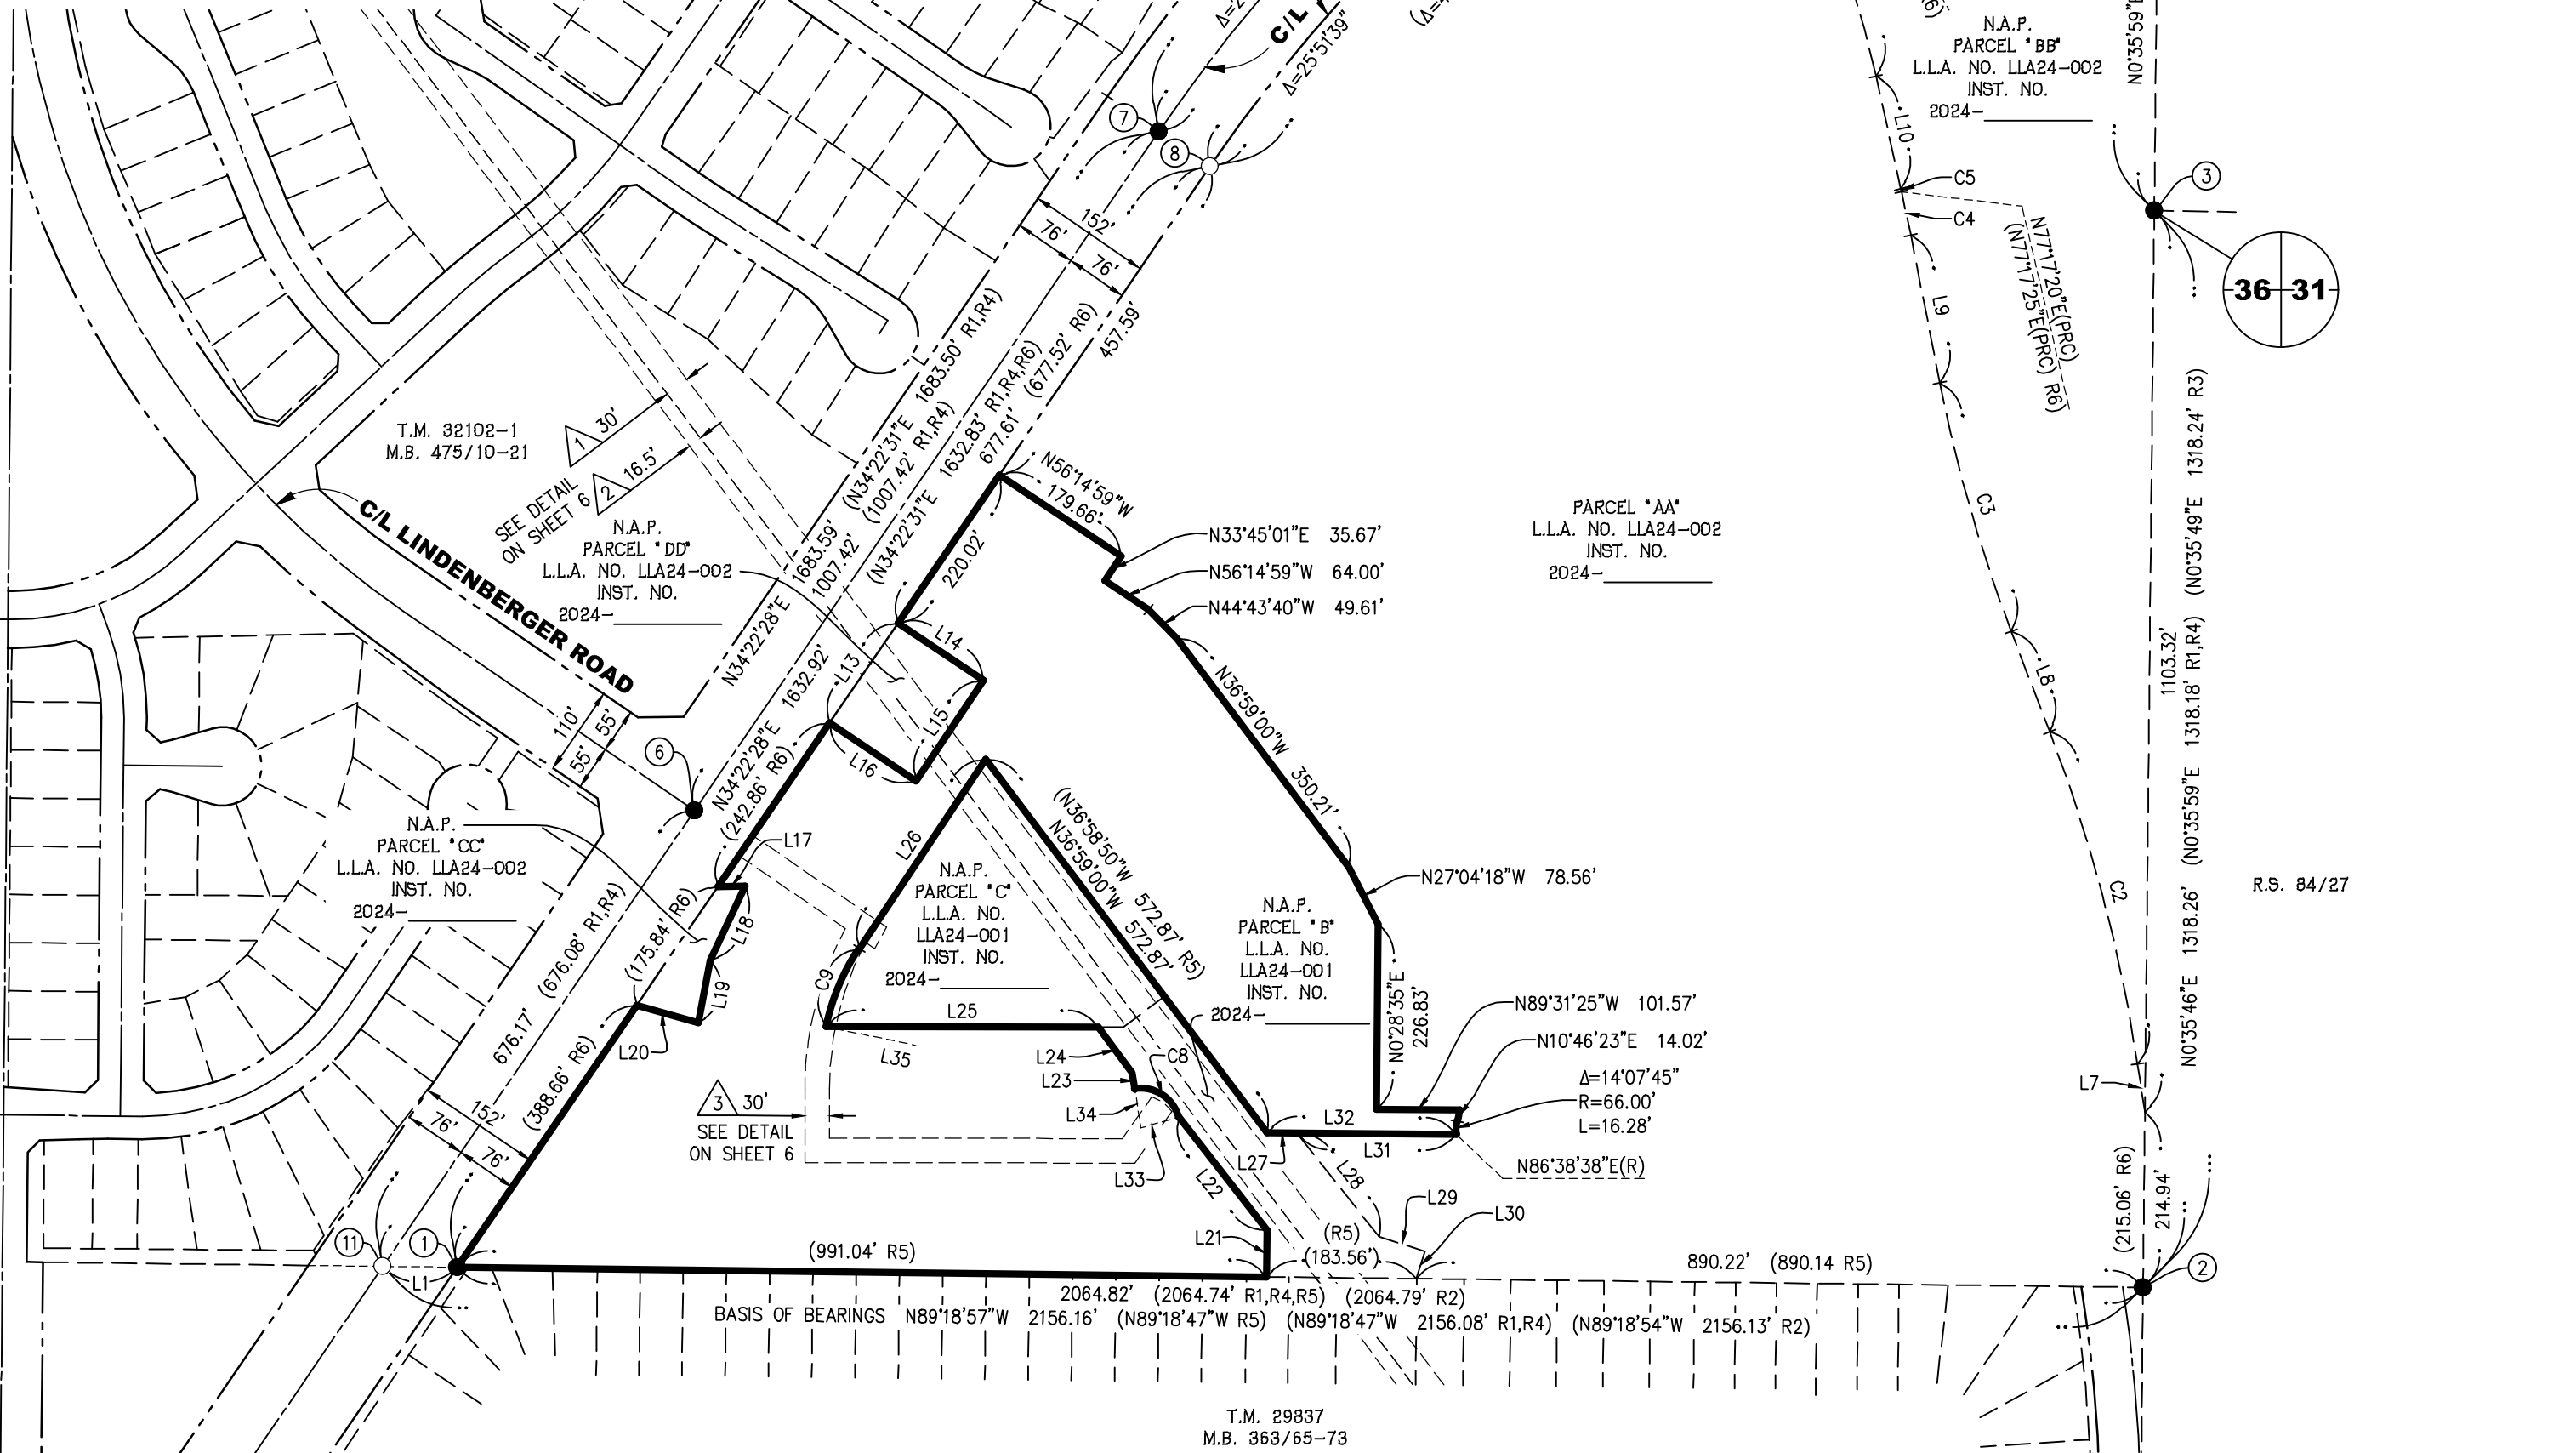 Δ=2
C/L
Δ=25°51'39"
(Δ=
6)
N.A.P.
PARCEL "BB"
L.L.A. NO. LLA24-002
INST. NO.
2024-
N0°35'59"E
7
8
L10
C5
C4
3
36 31
N77°17'20"E(PRC)
(N77°17'25"E(PRC) R6)
152'
76'
76'
L9
457.59'
T.M. 32102-1
M.B. 475/10-21
1 30'
2 16.5'
SEE DETAIL
ON SHEET 6
C/L LINDENBERGER ROAD
N.A.P.
PARCEL "DD"
L.L.A. NO. LLA24-002
INST. NO.
2024-
N34°22'28"E 1683.59' (N34°22'31"E 1683.50' R1,R4)
1007.42' (1007.42' R1,R4)
N34°22'28"E 1632.92' (N34°22'31"E 1632.83' R1,R4,R6)
677.61' (677.52' R6)
N56°14'59"W
179.66'
N33°45'01"E 35.67'
N56°14'59"W 64.00'
N44°43'40"W 49.61'
220.02'
PARCEL "AA"
L.L.A. NO. LLA24-002
INST. NO.
2024-
C3
L8
1103.32'
N0°35'46"E 1318.26' (N0°35'59"E 1318.18' R1,R4) (N0°35'49"E 1318.24' R3)
L13
L14
L15
L16
N36°59'00"W 350.21'
110'
55'
55'
6
(242.86' R6)
L17
N.A.P.
PARCEL "CC"
L.L.A. NO. LLA24-002
INST. NO.
2024-
L18
(175.84' R6)
L19
L20
L26
N.A.P.
PARCEL "C"
L.L.A. NO.
LLA24-001
INST. NO.
2024-
(N36°58'50"W 572.87' R5)
N36°59'00"W 572.87'
N.A.P.
PARCEL "B"
L.L.A. NO.
LLA24-001
INST. NO.
2024-
N27°04'18"W 78.56'
C2
R.S. 84/27
C9
L25
L35
N0°28'35"E
226.83'
N89°31'25"W 101.57'
N10°46'23"E 14.02'
Δ=14°07'45"
R=66.00'
L=16.28'
676.17' (676.08' R1,R4)
(388.66' R6)
L24
L23
C8
L34
3 30'
SEE DETAIL
ON SHEET 6
L33
L32
L31
L27
L28
N86°38'38"E(R)
L7
152'
76'
76'
L22
L29
L30
L21
(R5)
(183.56')
(215.06' R6)
214.94'
11
1
L1
(991.04' R5)
890.22' (890.14 R5)
2
2064.82' (2064.74' R1,R4,R5) (2064.79' R2)
BASIS OF BEARINGS N89°18'57"W 2156.16' (N89°18'47"W R5) (N89°18'47"W 2156.08' R1,R4) (N89°18'54"W 2156.13' R2)
T.M. 29837
M.B. 363/65-73